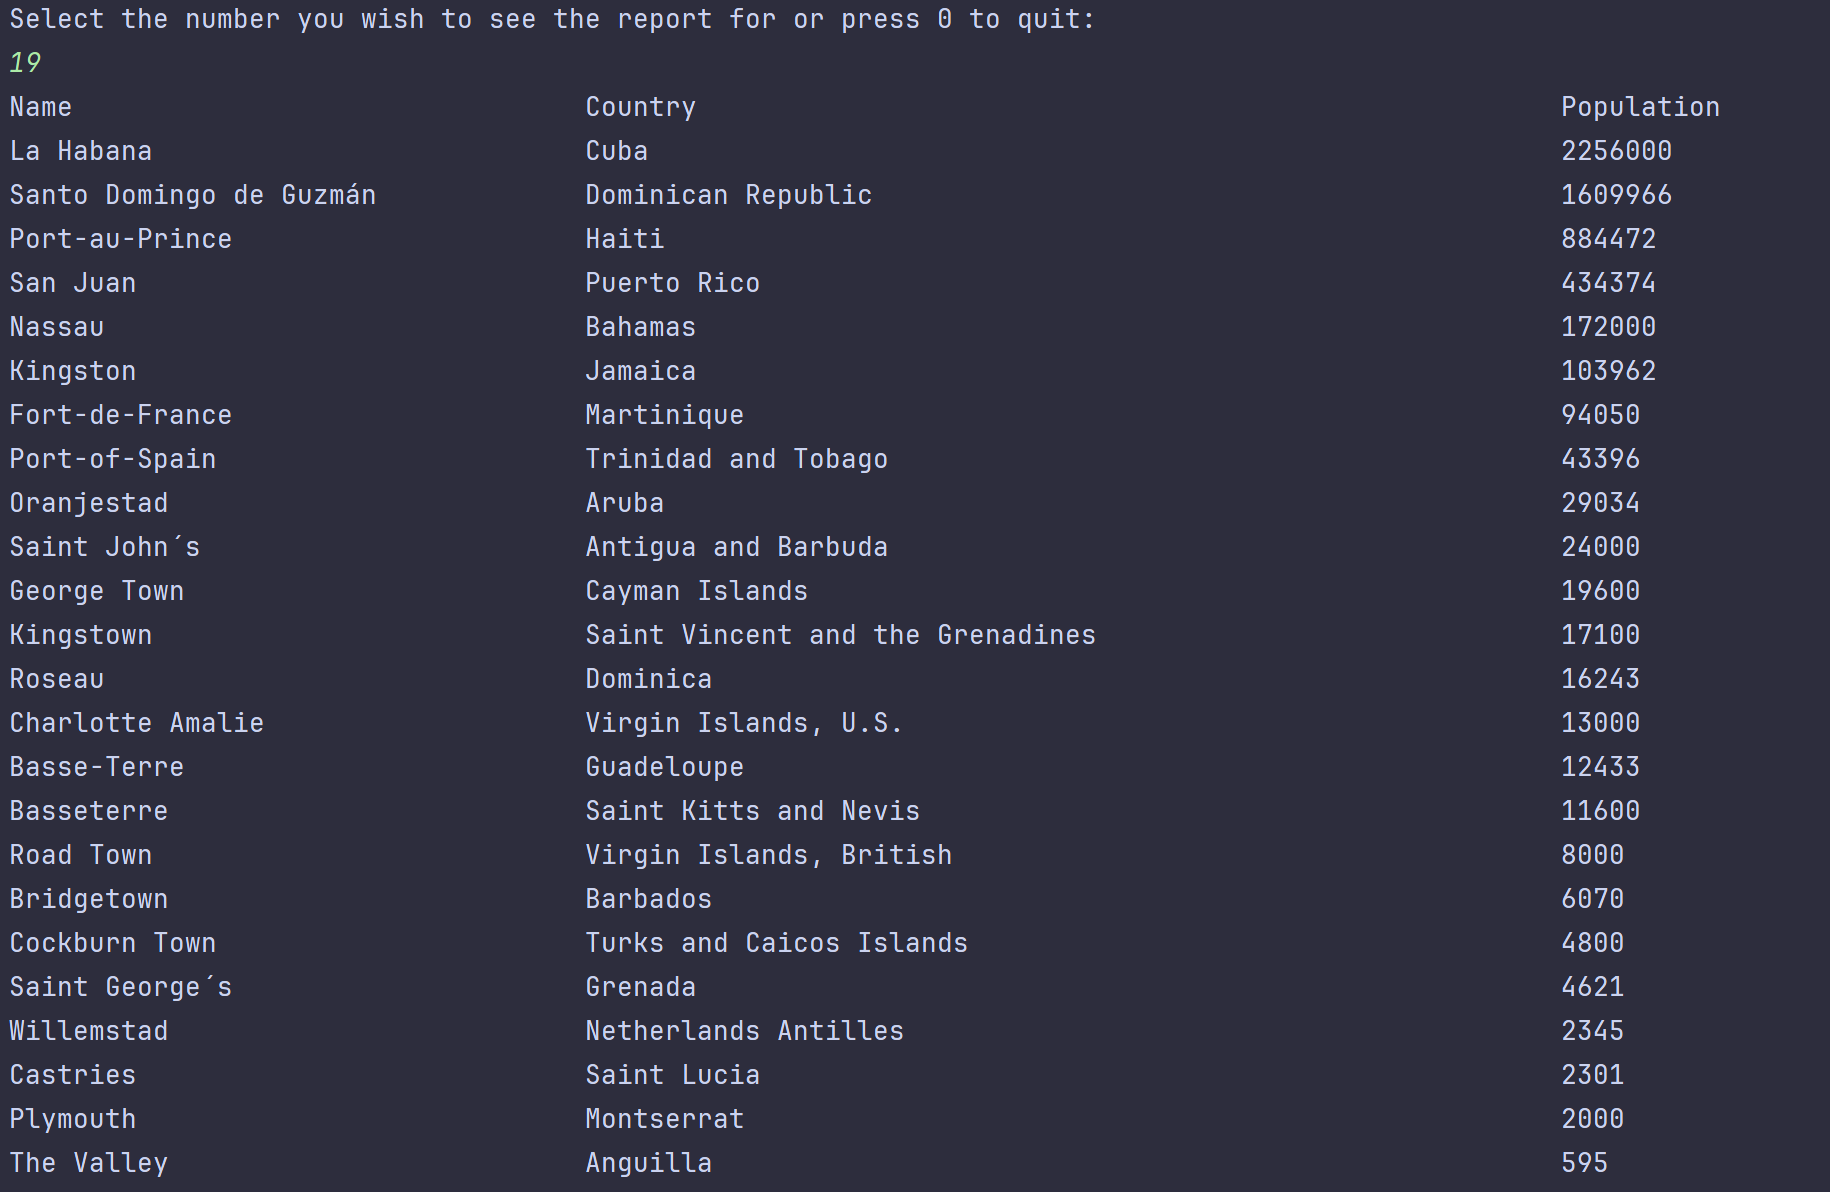 Select the number you wish to see the report for or press 0 to quit:
19
Name Country Population
La Habana Cuba 2256000
Santo Domingo de Guzmán Dominican Republic 1609966
Port-au-Prince Haiti 884472
San Juan Puerto Rico 434374
Nassau Bahamas 172000
Kingston Jamaica 103962
Fort-de-France Martinique 94050
Port-of-Spain Trinidad and Tobago 43396
Oranjestad Aruba 29034
Saint John´s Antigua and Barbuda 24000
George Town Cayman Islands 19600
Kingstown Saint Vincent and the Grenadines 17100
Roseau Dominica 16243
Charlotte Amalie Virgin Islands, U.S. 13000
Basse-Terre Guadeloupe 12433
Basseterre Saint Kitts and Nevis 11600
Road Town Virgin Islands, British 8000
Bridgetown Barbados 6070
Cockburn Town Turks and Caicos Islands 4800
Saint George´s Grenada 4621
Willemstad Netherlands Antilles 2345
Castries Saint Lucia 2301
Plymouth Montserrat 2000
The Valley Anguilla 595